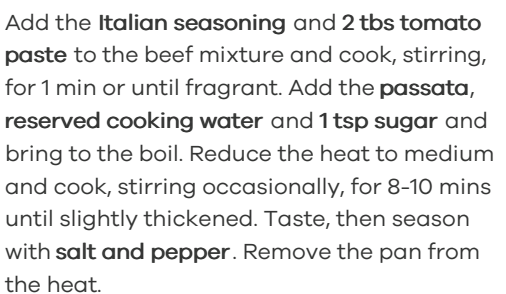 Add the Italian seasoning and 2 tbs tomato
paste to the beef mixture and cook, stirring,
for 1 min or until fragrant. Add the passata,
reserved cooking water and 1 tsp sugar and
bring to the boil. Reduce the heat to medium
and cook, stirring occasionally, for 8-10 mins
until slightly thickened. Taste, then season
with salt and pepper. Remove the pan from
the heat.